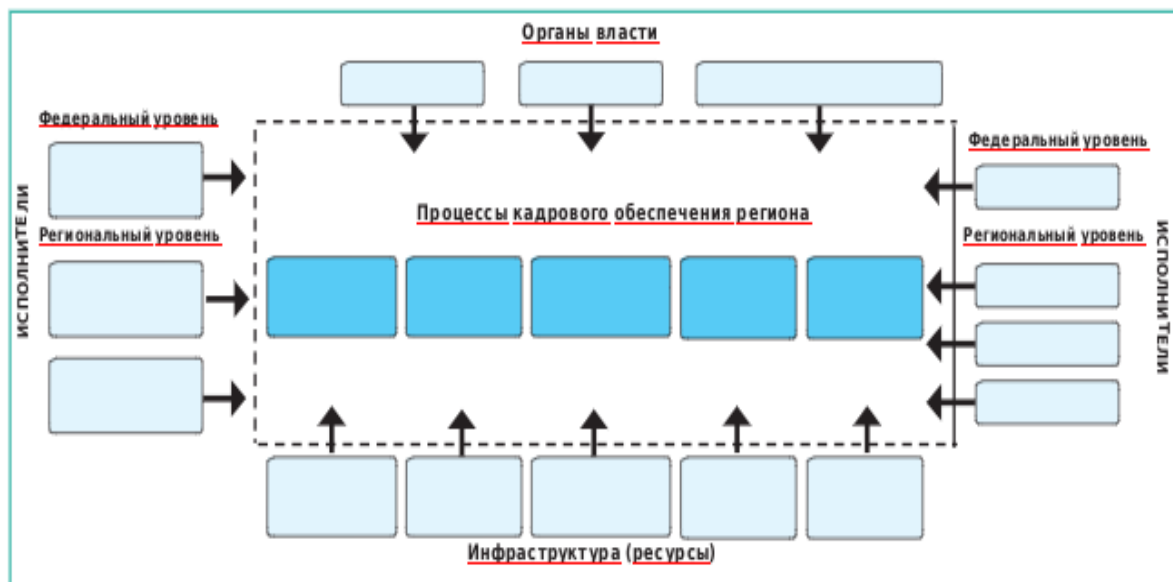 Органы власти
Федеральный уровень
Федеральный уровень
ИСПОЛНИТЕЛИ
Процессы кадрового обеспечения региона
Региональный уровень
Региональный уровень
ИСПОЛНИТЕЛИ
Инфраструктура (ресурсы)